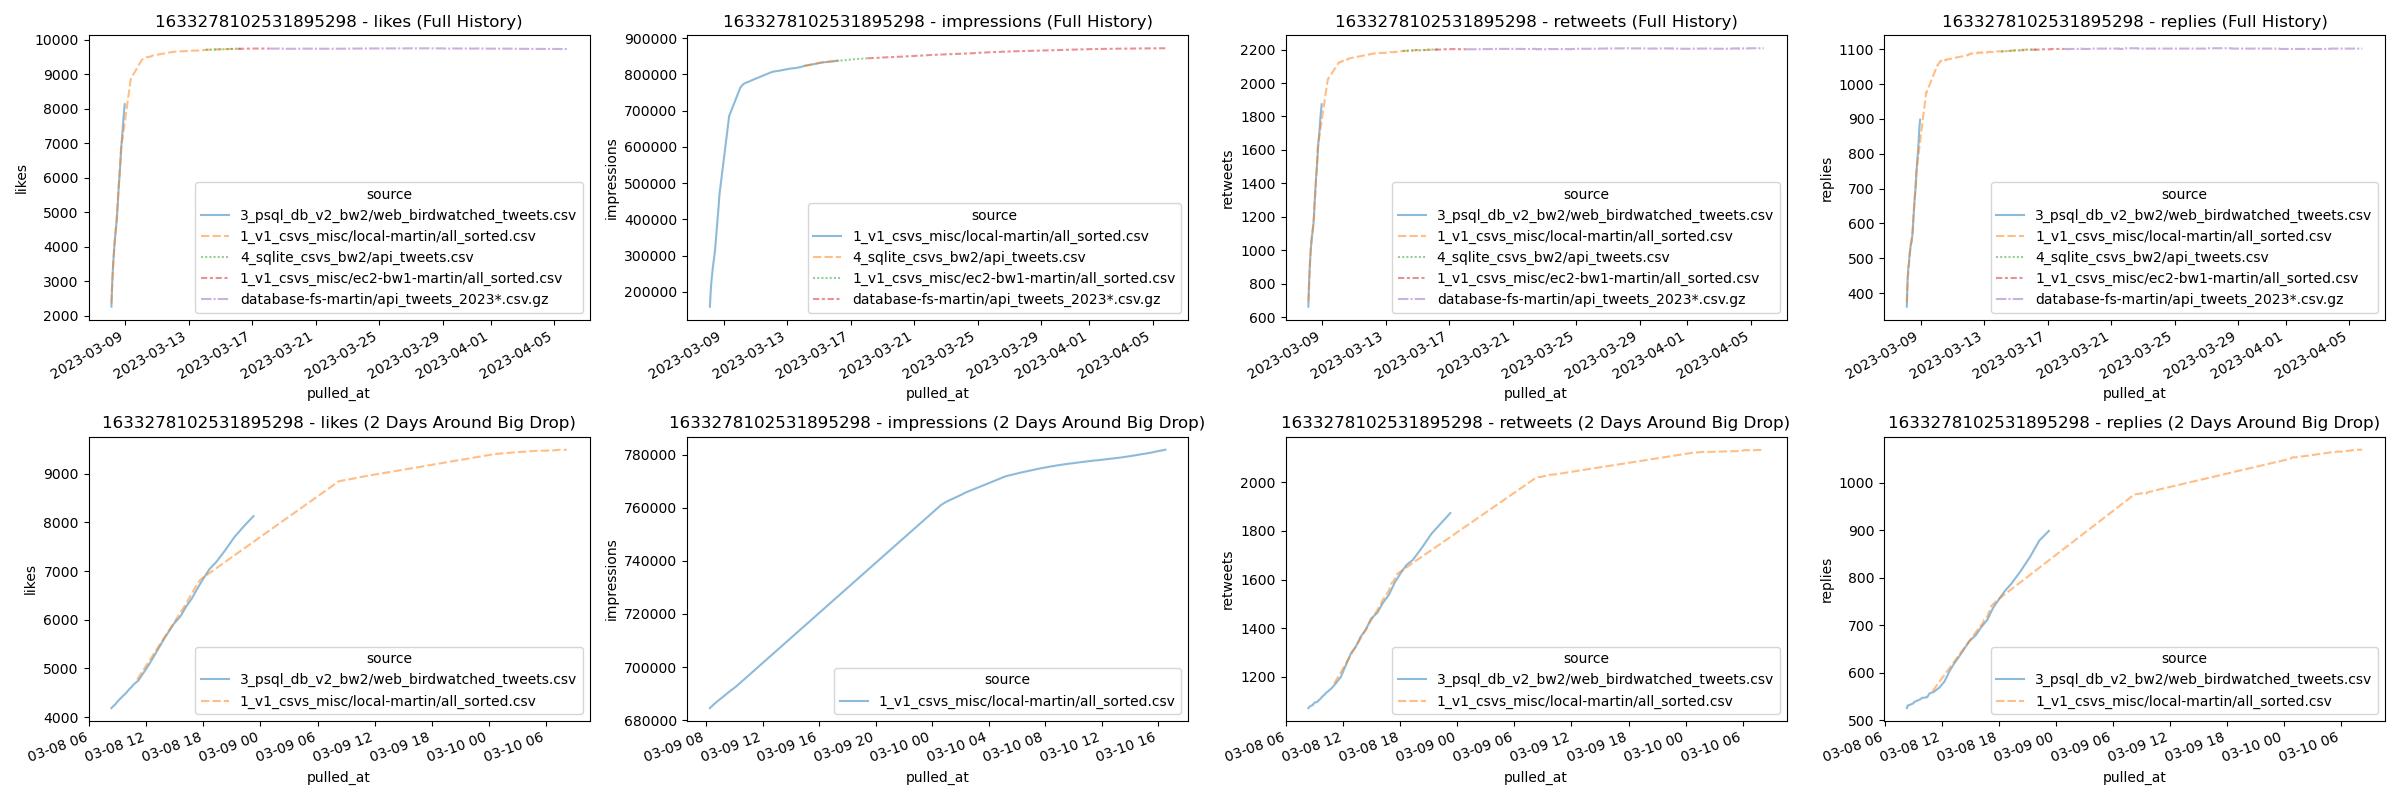 1633278102531895298 - likes (Full History)
10000
9000
8000
7000
6000
5000
4000
3000
2000
likes
source
3_psql_db_v2_bw2/web_birdwatched_tweets.csv
1_v1_csvs_misc/local-martin/all_sorted.csv
4_sqlite_csvs_bw2/api_tweets.csv
1_v1_csvs_misc/ec2-bw1-martin/all_sorted.csv
database-fs-martin/api_tweets_2023*.csv.gz
2023-03-09
2023-03-13
2023-03-17
2023-03-21
2023-03-25
2023-03-29
2023-04-01
2023-04-05
pulled_at
1633278102531895298 - impressions (Full History)
900000
800000
700000
600000
500000
400000
300000
200000
impressions
source
1_v1_csvs_misc/local-martin/all_sorted.csv
4_sqlite_csvs_bw2/api_tweets.csv
1_v1_csvs_misc/ec2-bw1-martin/all_sorted.csv
database-fs-martin/api_tweets_2023*.csv.gz
2023-03-09
2023-03-13
2023-03-17
2023-03-21
2023-03-25
2023-03-29
2023-04-01
2023-04-05
pulled_at
1633278102531895298 - retweets (Full History)
2200
2000
1800
1600
1400
1200
1000
800
600
retweets
source
3_psql_db_v2_bw2/web_birdwatched_tweets.csv
1_v1_csvs_misc/local-martin/all_sorted.csv
4_sqlite_csvs_bw2/api_tweets.csv
1_v1_csvs_misc/ec2-bw1-martin/all_sorted.csv
database-fs-martin/api_tweets_2023*.csv.gz
2023-03-09
2023-03-13
2023-03-17
2023-03-21
2023-03-25
2023-03-29
2023-04-01
2023-04-05
pulled_at
1633278102531895298 - replies (Full History)
1100
1000
900
800
700
600
500
400
replies
source
3_psql_db_v2_bw2/web_birdwatched_tweets.csv
1_v1_csvs_misc/local-martin/all_sorted.csv
4_sqlite_csvs_bw2/api_tweets.csv
1_v1_csvs_misc/ec2-bw1-martin/all_sorted.csv
database-fs-martin/api_tweets_2023*.csv.gz
2023-03-09
2023-03-13
2023-03-17
2023-03-21
2023-03-25
2023-03-29
2023-04-01
2023-04-05
pulled_at
1633278102531895298 - likes (2 Days Around Big Drop)
9000
8000
7000
6000
5000
4000
likes
source
3_psql_db_v2_bw2/web_birdwatched_tweets.csv
1_v1_csvs_misc/local-martin/all_sorted.csv
03-08 06
03-08 12
03-08 18
03-09 00
03-09 06
03-09 12
03-09 18
03-10 00
03-10 06
pulled_at
1633278102531895298 - impressions (2 Days Around Big Drop)
780000
760000
740000
720000
700000
680000
impressions
source
1_v1_csvs_misc/local-martin/all_sorted.csv
03-09 08
03-09 12
03-09 16
03-09 20
03-10 00
03-10 04
03-10 08
03-10 12
03-10 16
pulled_at
1633278102531895298 - retweets (2 Days Around Big Drop)
2000
1800
1600
1400
1200
retweets
source
3_psql_db_v2_bw2/web_birdwatched_tweets.csv
1_v1_csvs_misc/local-martin/all_sorted.csv
03-08 06
03-08 12
03-08 18
03-09 00
03-09 06
03-09 12
03-09 18
03-10 00
03-10 06
pulled_at
1633278102531895298 - replies (2 Days Around Big Drop)
1000
900
800
700
600
500
replies
source
3_psql_db_v2_bw2/web_birdwatched_tweets.csv
1_v1_csvs_misc/local-martin/all_sorted.csv
03-08 06
03-08 12
03-08 18
03-09 00
03-09 06
03-09 12
03-09 18
03-10 00
03-10 06
pulled_at